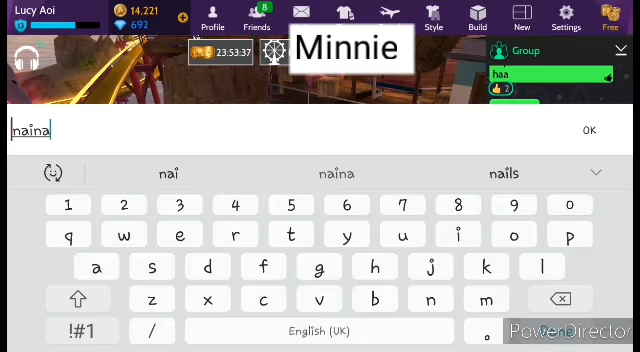 Lucy Aoi
14,221
692
Profile
8
Friends
Style
Build
New
Settings
Free
23:53:37
Minnie
Group
haa
2
naina
OK
nai naina nails
1 2 3 4 5 6 7 8 9 0
q w e r t y u i o p
a s d f g h j k l
z x c v b n m
!#1 / English (UK) . Done
PowerDirector